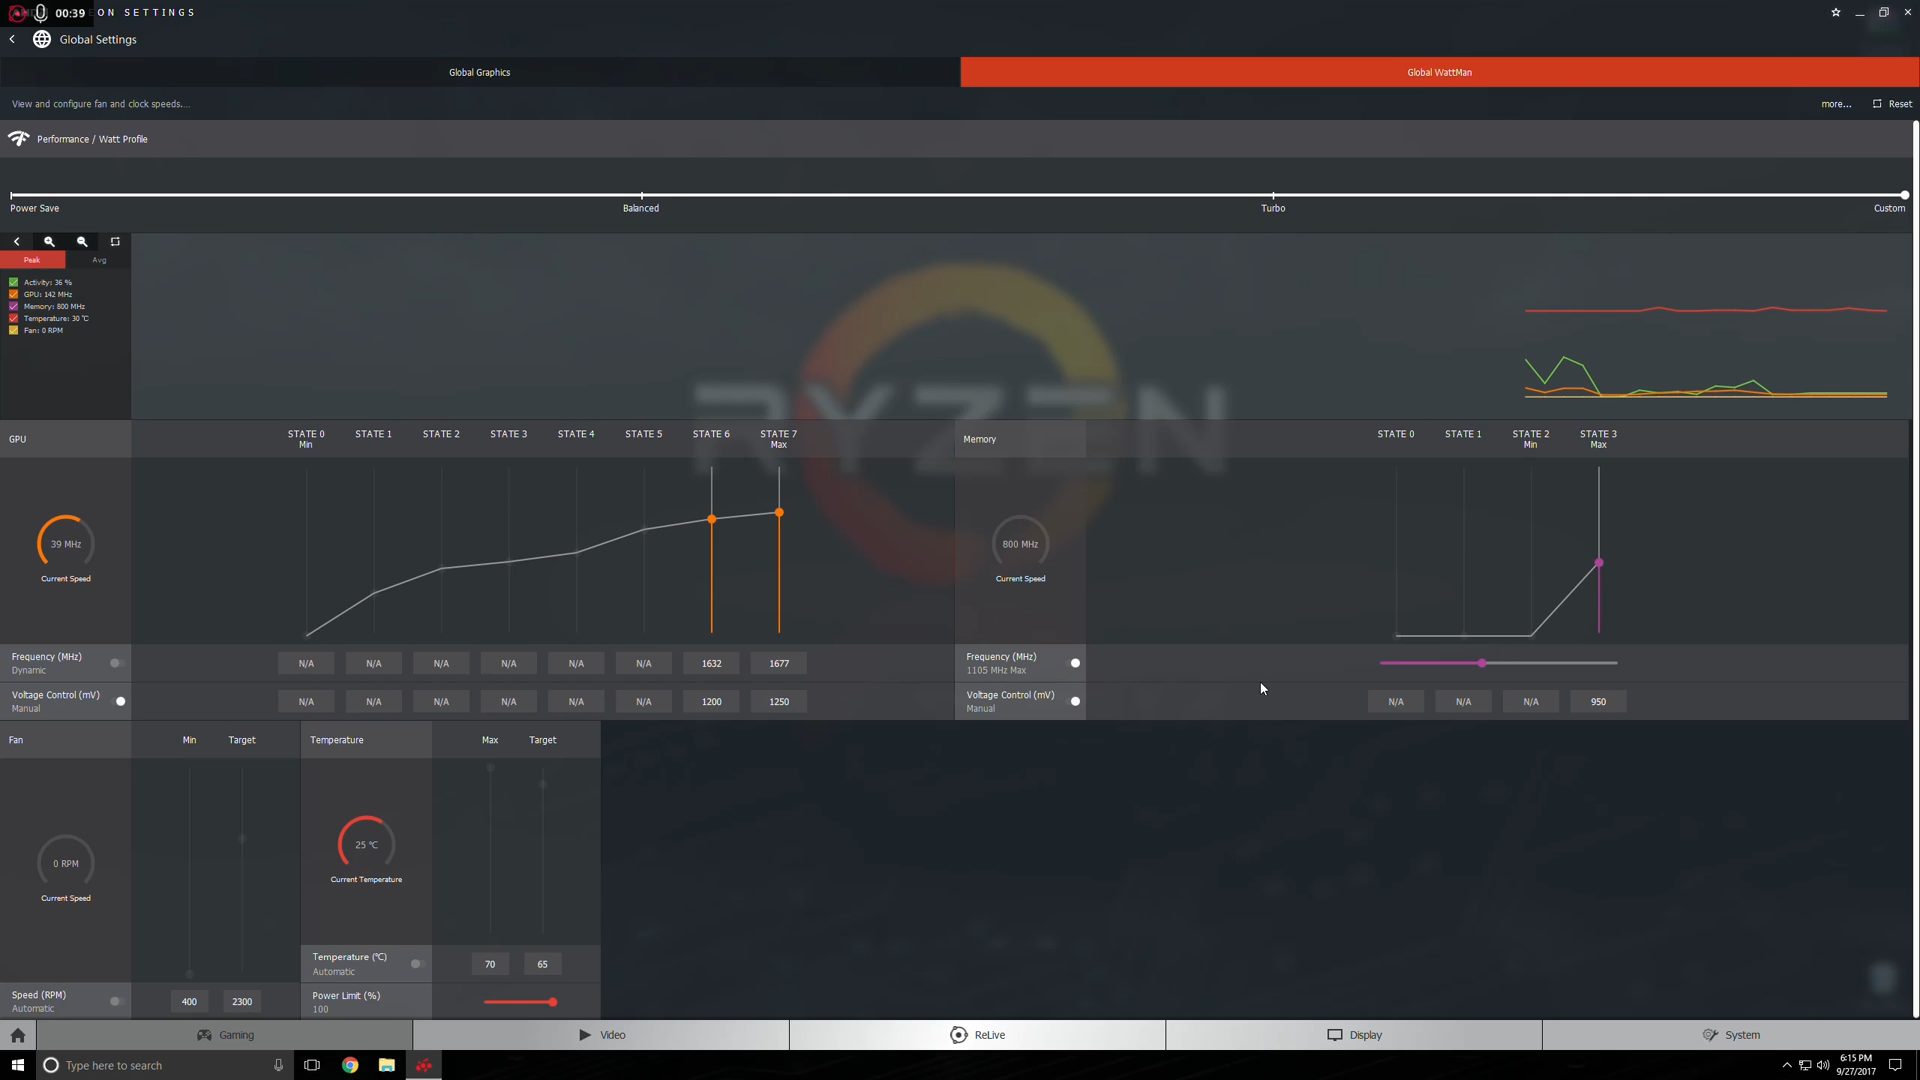 00:39
ON SETTINGS
Global Settings
Global Graphics
Global WattMan
View and configure fan and clock speeds....
more...
Reset
Performance / Watt Profile
Power Save
Balanced
Turbo
Custom
Peak
Avg
Activity: 36 %
GPU: 142 MHz
Memory: 800 MHz
Temperature: 30 °C
Fan: 0 RPM
RYZEN
GPU
STATE 0
Min
STATE 1
STATE 2
STATE 3
STATE 4
STATE 5
STATE 6
STATE 7
Max
39 MHz
Current Speed
Frequency (MHz)
Dynamic
N/A
N/A
N/A
N/A
N/A
N/A
1632
1677
Voltage Control (mV)
Manual
N/A
N/A
N/A
N/A
N/A
N/A
1200
1250
Memory
STATE 0
STATE 1
STATE 2
Min
STATE 3
Max
800 MHz
Current Speed
Frequency (MHz)
1105 MHz Max
Voltage Control (mV)
Manual
N/A
N/A
N/A
950
Fan
Min
Target
0 RPM
Current Speed
Speed (RPM)
Automatic
400
2300
Temperature
Max
Target
25 °C
Current Temperature
Temperature (°C)
Automatic
70
65
Power Limit (%)
100
Gaming
Video
ReLive
Display
System
Type here to search
6:15 PM
9/27/2017